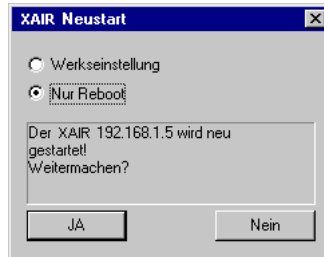 XAIR Neustart
Werkseinstellung
Nur Reboot
Der XAIR 192.168.1.5 wird neu
gestartet!
Weitermachen?
JA
Nein